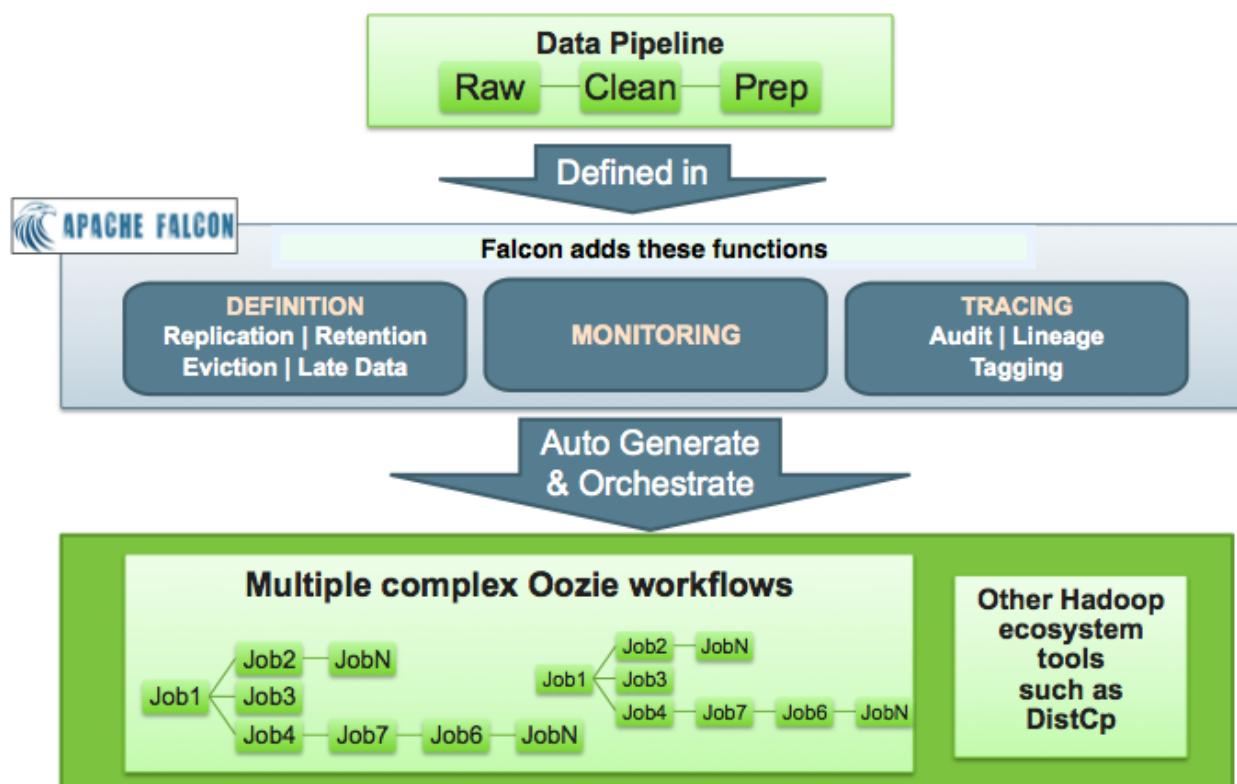 Data Pipeline
Raw Clean Prep
Defined in
APACHE FALCON
Falcon adds these functions
DEFINITION
Replication | Retention
Eviction | Late Data
MONITORING
TRACING
Audit | Lineage
Tagging
Auto Generate
& Orchestrate
Multiple complex Oozie workflows
Job2 JobN
Job1 Job3
Job4 Job7 Job6 JobN
Job2 JobN
Job1 Job3
Job4 Job7 Job6 JobN
Other Hadoop
ecosystem
tools
such as
DistCp